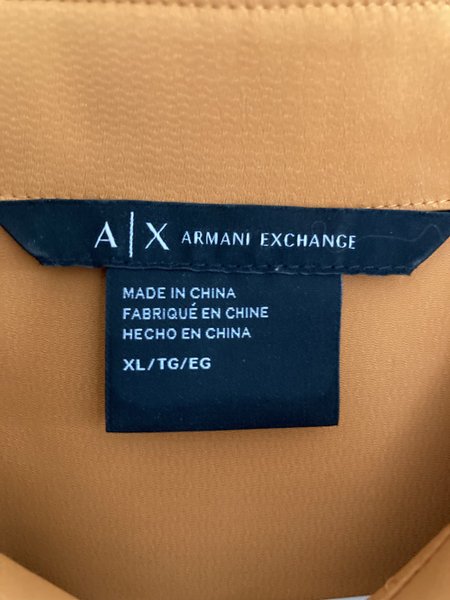 A|X ARMANI EXCHANGE
MADE IN CHINA
FABRIQUÉ EN CHINE
HECHO EN CHINA
XL/TG/EG